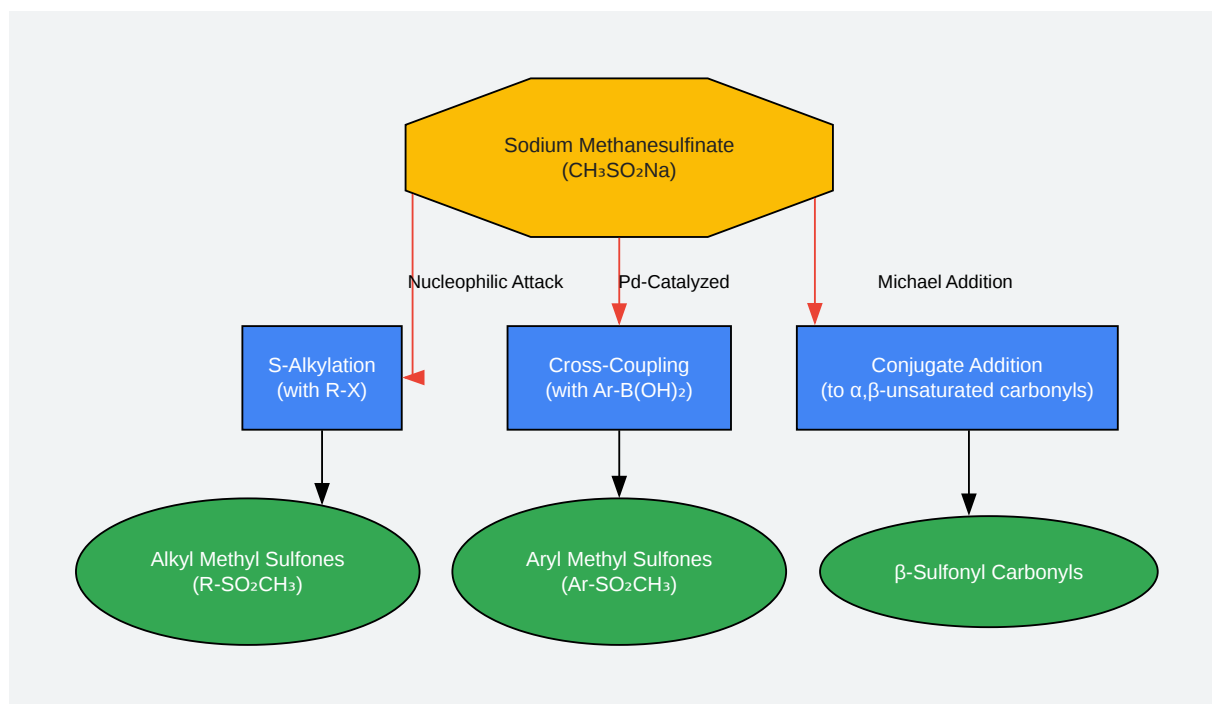 Sodium Methanesulfinate
(CH₃SO₂Na)
Nucleophilic Attack
Pd-Catalyzed
Michael Addition
S-Alkylation
(with R-X)
Cross-Coupling
(with Ar-B(OH)₂)
Conjugate Addition
(to α,β-unsaturated carbonyls)
Alkyl Methyl Sulfones
(R-SO₂CH₃)
Aryl Methyl Sulfones
(Ar-SO₂CH₃)
β-Sulfonyl Carbonyls